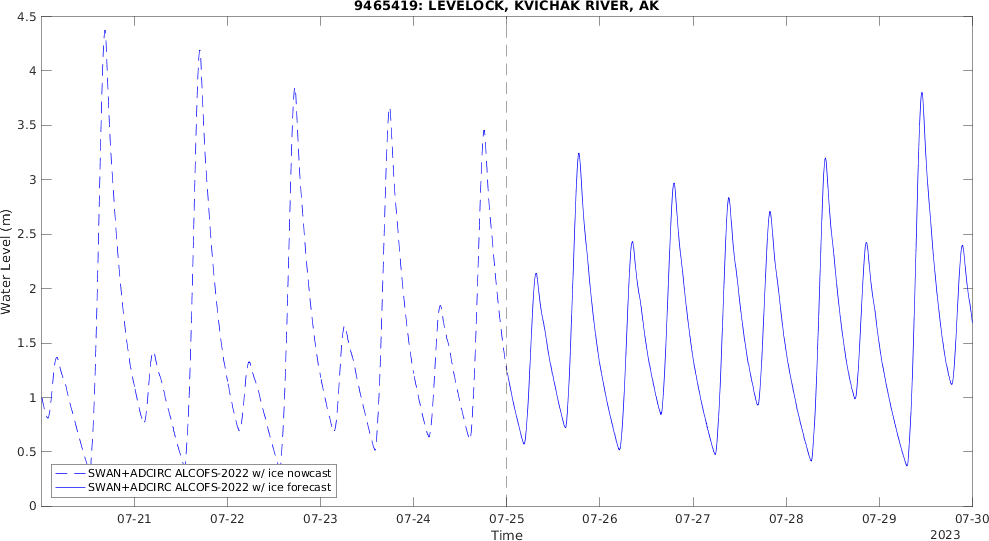 9465419: LEVELOCK, KVICHAK RIVER, AK
4.5
4
3.5
3
2.5
2
1.5
1
0.5
0
Water Level (m)
SWAN+ADCIRC ALCOFS-2022 w/ ice nowcast
SWAN+ADCIRC ALCOFS-2022 w/ ice forecast
07-21 07-22 07-23 07-24 07-25 07-26 07-27 07-28 07-29 07-30
Time
2023